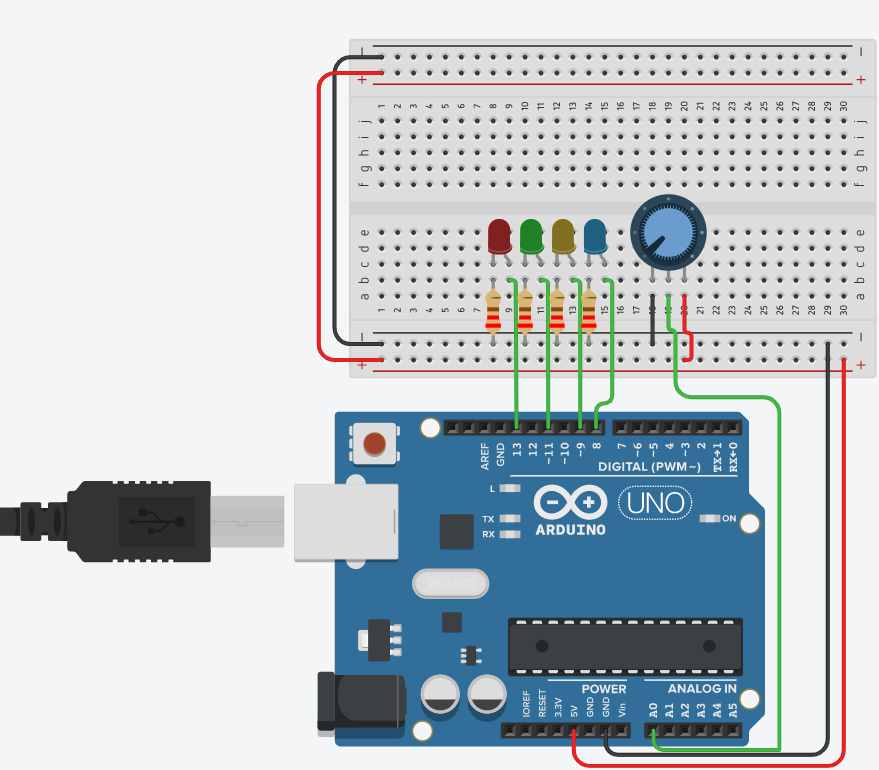 − −
+ +
1 2 3 4 5 6 7 8 9 10 11 12 13 14 15 16 17 18 19 20 21 22 23 24 25 26 27 28 29 30
j j
i i
h h
g g
f f
e e
d d
c c
b b
a a
1 2 3 4 5 6 7 9 10 11 12 13 14 15 16 17 18 19 20 21 22 23 24 25 26 27 28 29 30
− −
+ +
AREF GND 13 12 ~11 ~10 ~9 8 7 ~6 ~5 4 ~3 2 TX→1 RX←0
DIGITAL (PWM~)
L
TX
RX
ARDUINO
UNO
ON
POWER
ANALOG IN
IOREF RESET 3.3V 5V GND GND Vin A0 A1 A2 A3 A4 A5